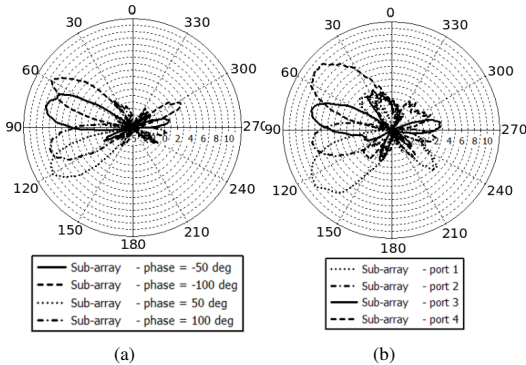 0
30 330
60 300
90 0 2 4 6 8 10 270
120 240
150 210
180
Sub-array - phase = -50 deg
Sub-array - phase = -100 deg
Sub-array - phase = 50 deg
Sub-array - phase = 100 deg
(a)
0
30 330
60 300
90 0 2 4 6 8 10 270
120 240
150 210
180
Sub-array - port 1
Sub-array - port 2
Sub-array - port 3
Sub-array - port 4
(b)